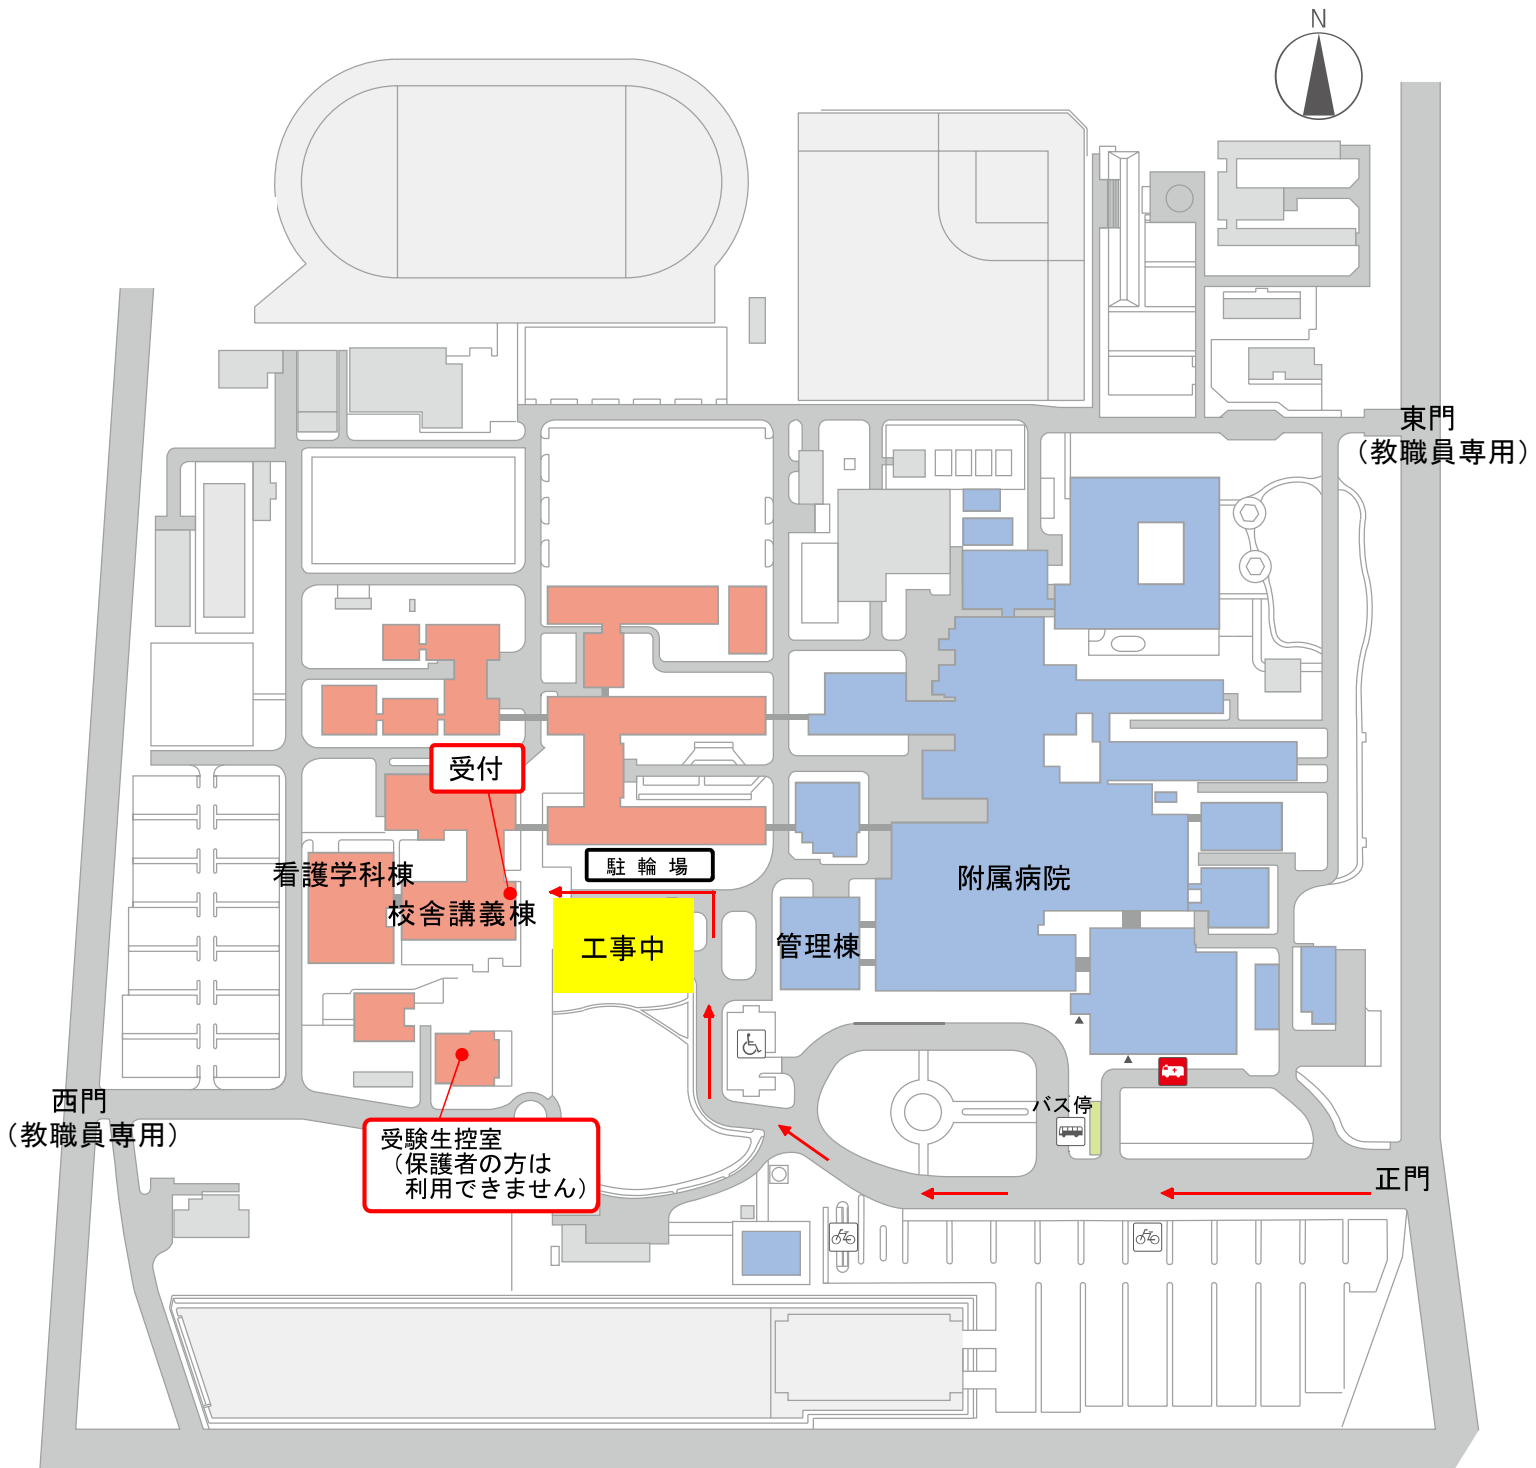 N
東門
（教職員専用）
受付
駐輪場
看護学科棟
附属病院
校舎講義棟
工事中
管理棟
西門
（教職員専用）
バス停
受験生控室
（保護者の方は
利用できません）
正門